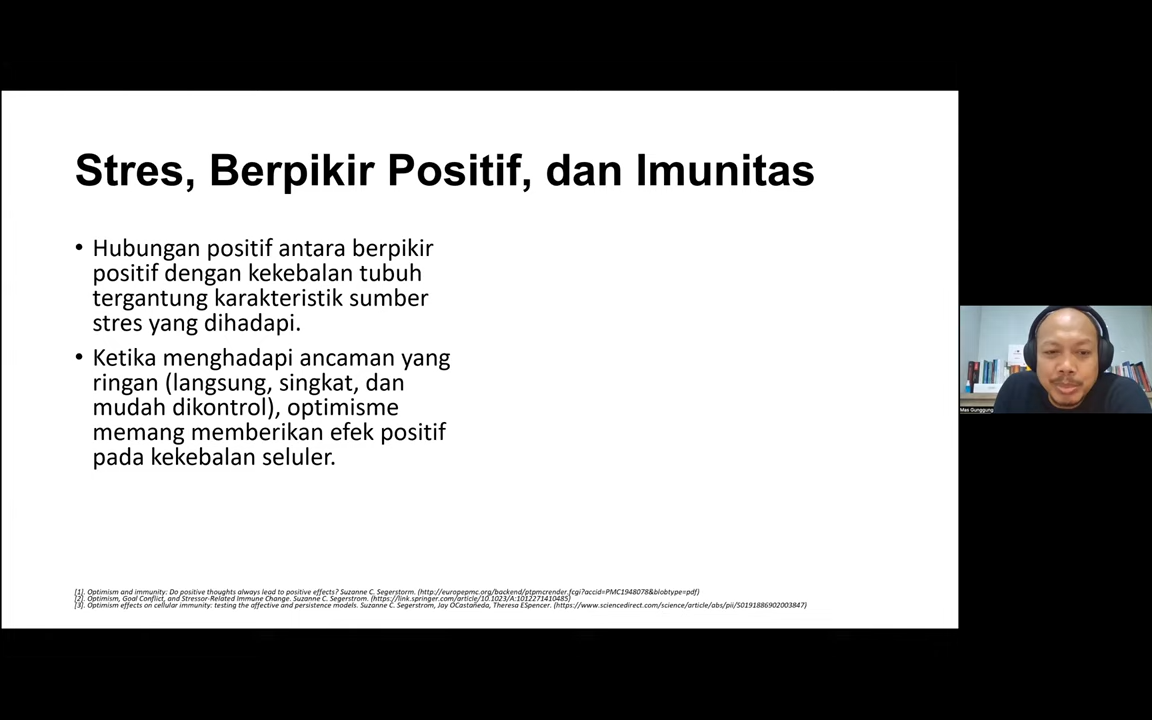 Stres, Berpikir Positif, dan Imunitas
• Hubungan positif antara berpikir
positif dengan kekebalan tubuh
tergantung karakteristik sumber
stres yang dihadapi.
• Ketika menghadapi ancaman yang
ringan (langsung, singkat, dan
mudah dikontrol), optimisme
memang memberikan efek positif
pada kekebalan seluler.
[1]. Optimism and immunity: Do positive thoughts always lead to positive effects? Suzanne C. Segerstorm. (http://europepmc.org/backend/ptpmcrender.fcgi?accid=PMC1948078&blobtype=pdf)
[2]. Optimism, Goal Conflict, and Stressor-Related Immune Change. Suzanne C. Segerstrom. (https://link.springer.com/article/10.1023/A:1012271410485)
[3]. Optimism effects on cellular immunity: testing the affective and persistence models. Suzanne C. Segerstrom, Jay OCastañeda, Theresa ESpencer. (https://www.sciencedirect.com/science/article/abs/pii/S0191886902003847)
Mas Gunggung